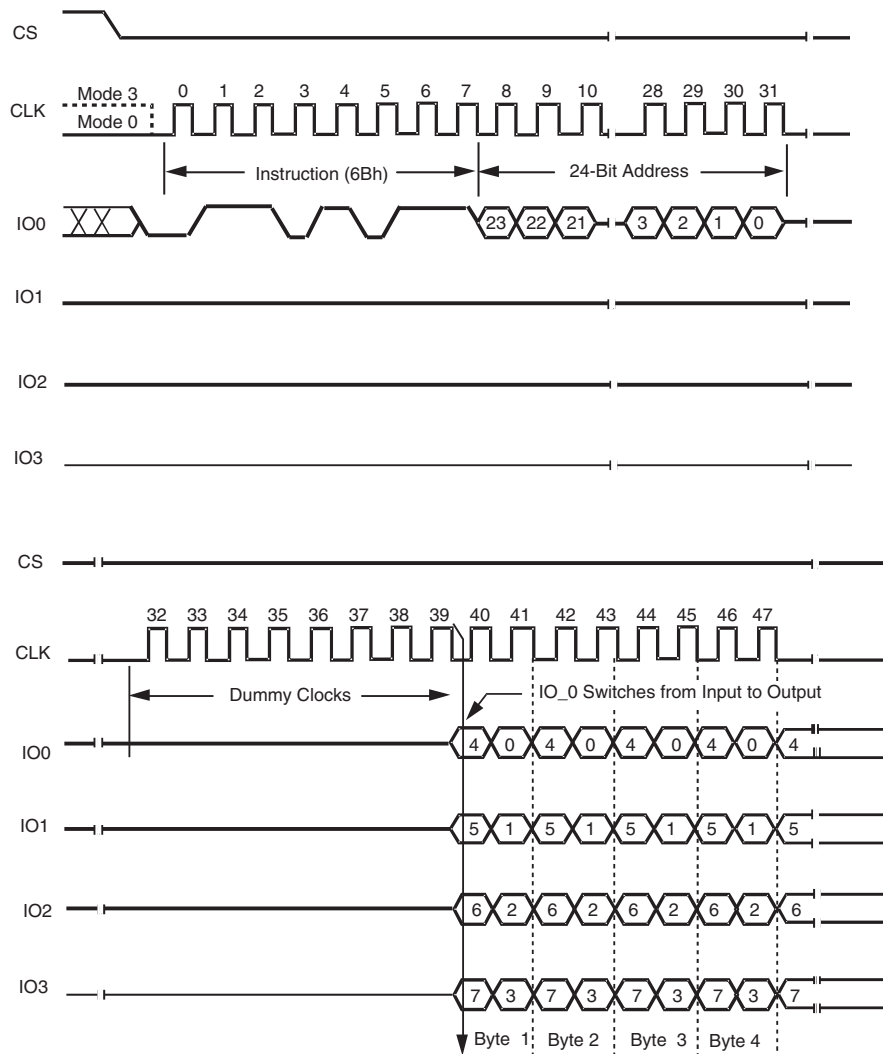 CS
Mode 3
0 1 2 3 4 5 6 7 8 9 10 28 29 30 31
CLK
Mode 0
Instruction (6Bh) 24-Bit Address
IO0 23 22 21 3 2 1 0
IO1
IO2
IO3
CS
32 33 34 35 36 37 38 39 40 41 42 43 44 45 46 47
CLK
Dummy Clocks IO_0 Switches from Input to Output
IO0 4 0 4 0 4 0 4 0 4
IO1 5 1 5 1 5 1 5 1 5
IO2 6 2 6 2 6 2 6 2 6
IO3 7 3 7 3 7 3 7 3 7
Byte 1 Byte 2 Byte 3 Byte 4